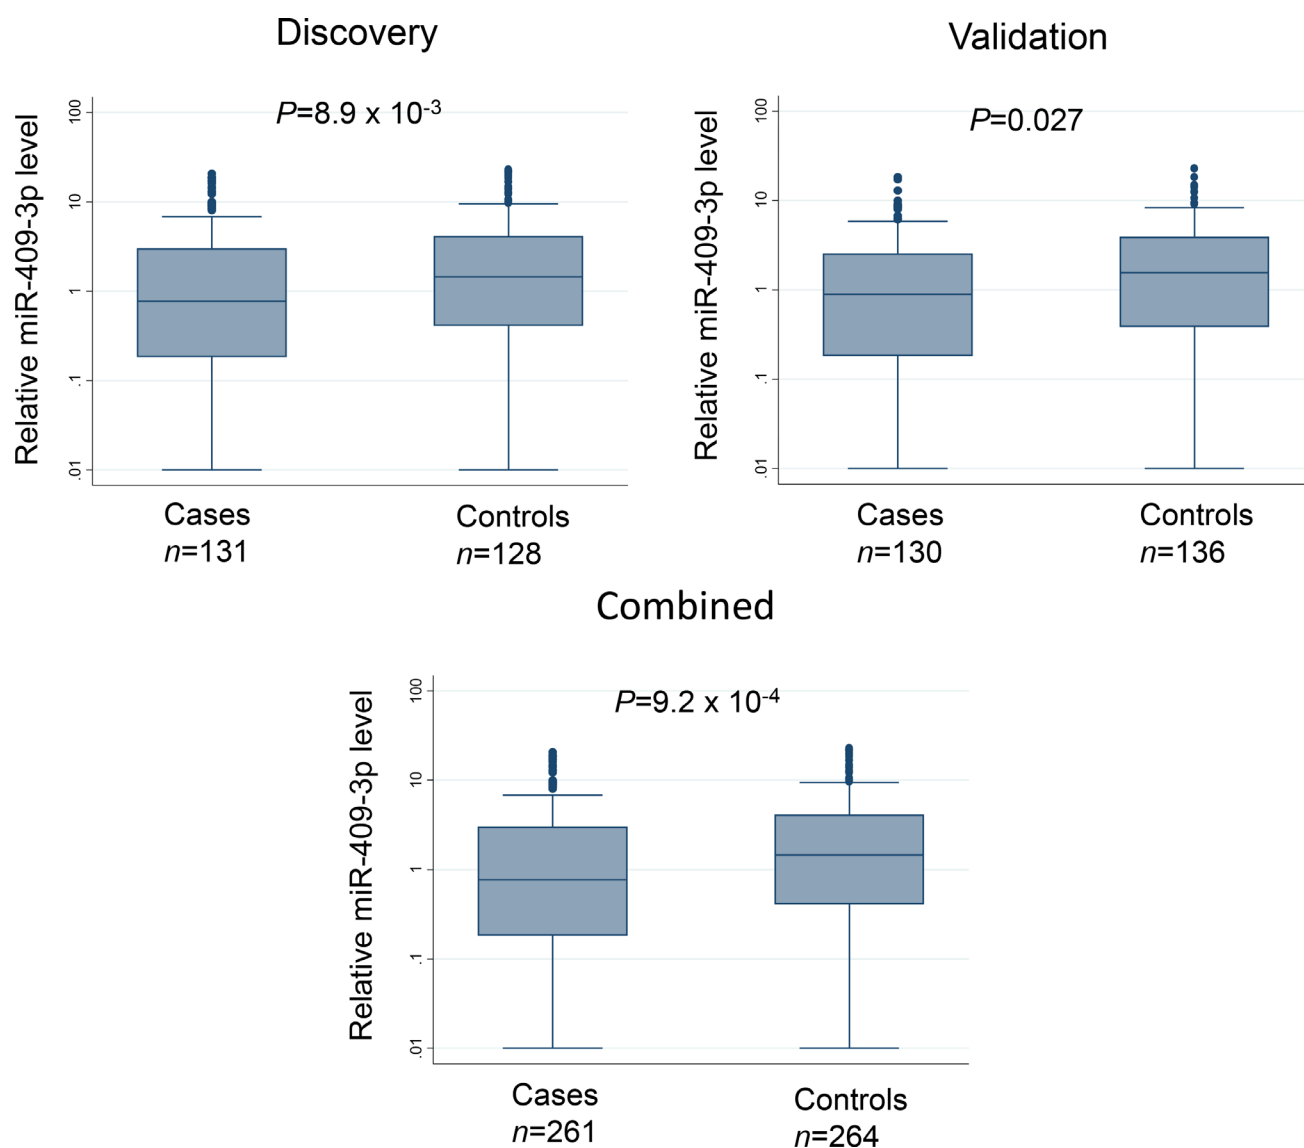 Discovery
P=8.9 x 10-3
Relative miR-409-3p level
100
10
1
.1
.01
Cases
n=131
Controls
n=128
Validation
P=0.027
Relative miR-409-3p level
100
10
1
.1
.01
Cases
n=130
Controls
n=136
Combined
P=9.2 x 10-4
Relative miR-409-3p level
100
10
1
.1
.01
Cases
n=261
Controls
n=264